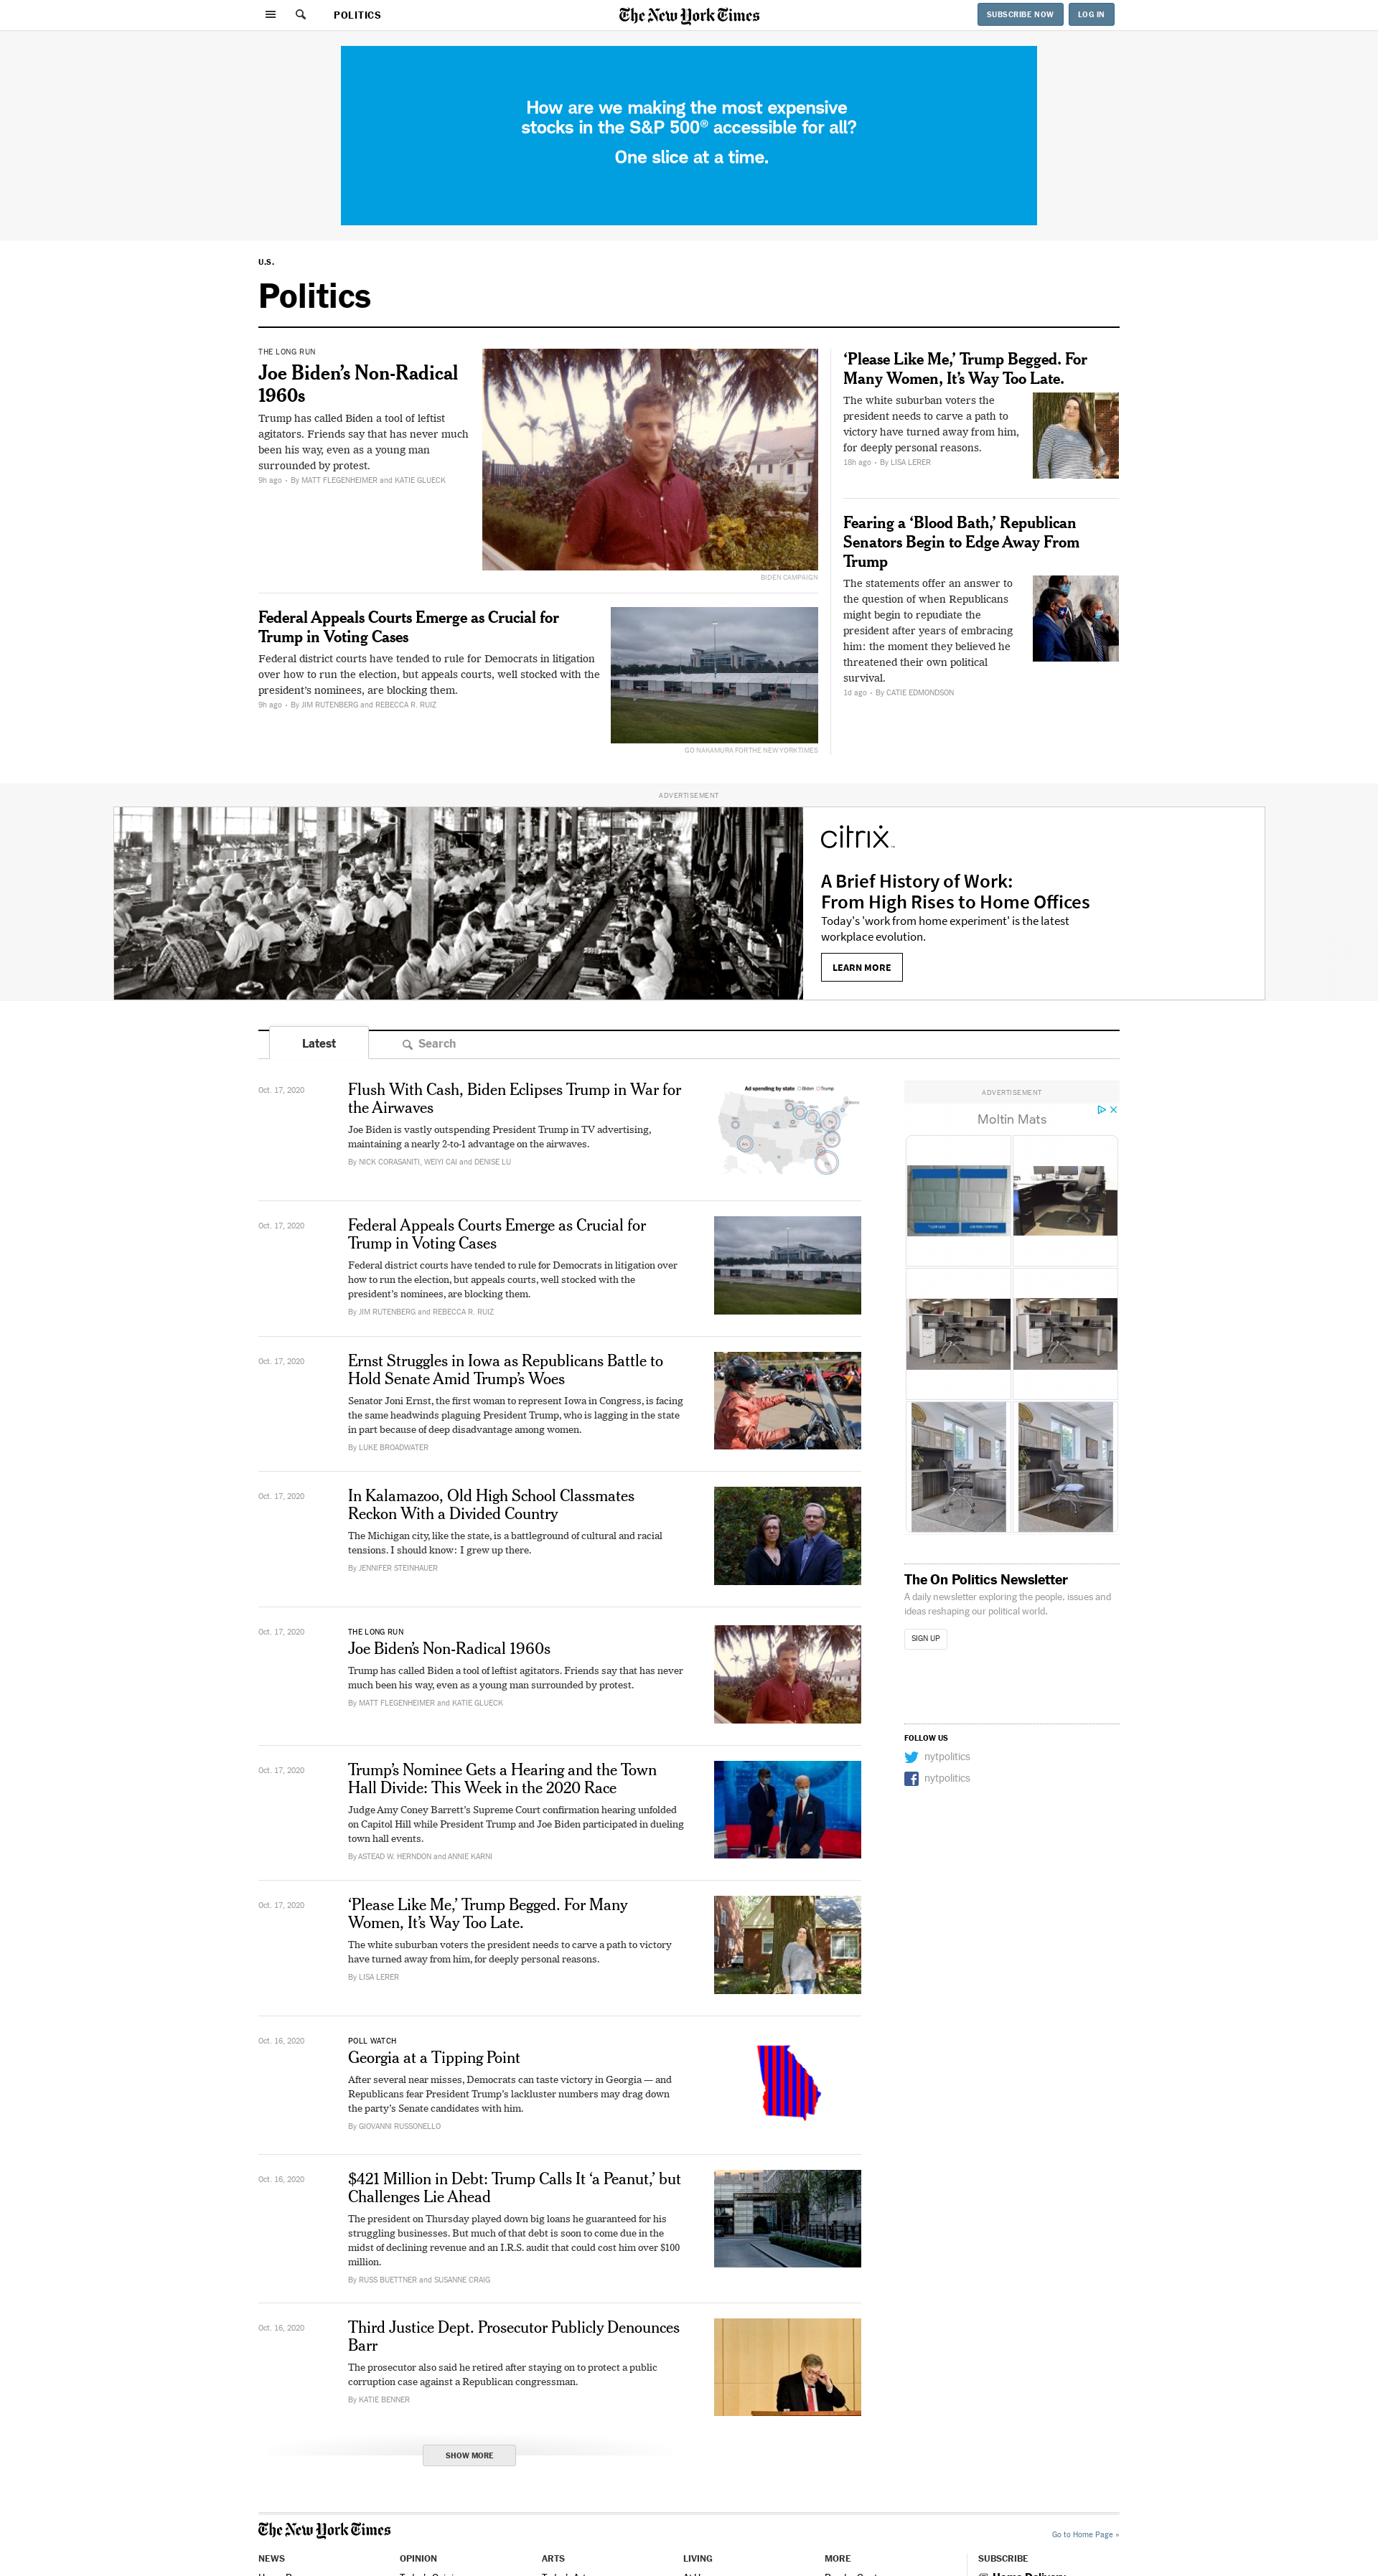 POLITICS
The New York Times
SUBSCRIBE NOW
LOG IN
How are we making the most expensive
stocks in the S&P 500® accessible for all?
One slice at a time.
U.S.
Politics
THE LONG RUN
Joe Biden’s Non-Radical
1960s
Trump has called Biden a tool of leftist
agitators. Friends say that has never much
been his way, even as a young man
surrounded by protest.
9h ago • By MATT FLEGENHEIMER and KATIE GLUECK
BIDEN CAMPAIGN
Federal Appeals Courts Emerge as Crucial for
Trump in Voting Cases
Federal district courts have tended to rule for Democrats in litigation
over how to run the election, but appeals courts, well stocked with the
president’s nominees, are blocking them.
9h ago • By JIM RUTENBERG and REBECCA R. RUIZ
GO NAKAMURA FOR THE NEW YORK TIMES
‘Please Like Me,’ Trump Begged. For
Many Women, It’s Way Too Late.
The white suburban voters the
president needs to carve a path to
victory have turned away from him,
for deeply personal reasons.
18h ago • By LISA LERER
Fearing a ‘Blood Bath,’ Republican
Senators Begin to Edge Away From
Trump
The statements offer an answer to
the question of when Republicans
might begin to repudiate the
president after years of embracing
him: the moment they believed he
threatened their own political
survival.
1d ago • By CATIE EDMONDSON
ADVERTISEMENT
citrix
A Brief History of Work:
From High Rises to Home Offices
Today's 'work from home experiment' is the latest
workplace evolution.
LEARN MORE
Latest
Search
Oct. 17, 2020
Flush With Cash, Biden Eclipses Trump in War for
the Airwaves
Joe Biden is vastly outspending President Trump in TV advertising,
maintaining a nearly 2-to-1 advantage on the airwaves.
By NICK CORASANITI, WEIYI CAI and DENISE LU
Ad spending by state Biden Trump
Oct. 17, 2020
Federal Appeals Courts Emerge as Crucial for
Trump in Voting Cases
Federal district courts have tended to rule for Democrats in litigation over
how to run the election, but appeals courts, well stocked with the
president’s nominees, are blocking them.
By JIM RUTENBERG and REBECCA R. RUIZ
Oct. 17, 2020
Ernst Struggles in Iowa as Republicans Battle to
Hold Senate Amid Trump’s Woes
Senator Joni Ernst, the first woman to represent Iowa in Congress, is facing
the same headwinds plaguing President Trump, who is lagging in the state
in part because of deep disadvantage among women.
By LUKE BROADWATER
Oct. 17, 2020
In Kalamazoo, Old High School Classmates
Reckon With a Divided Country
The Michigan city, like the state, is a battleground of cultural and racial
tensions. I should know: I grew up there.
By JENNIFER STEINHAUER
Oct. 17, 2020
THE LONG RUN
Joe Biden’s Non-Radical 1960s
Trump has called Biden a tool of leftist agitators. Friends say that has never
much been his way, even as a young man surrounded by protest.
By MATT FLEGENHEIMER and KATIE GLUECK
Oct. 17, 2020
Trump’s Nominee Gets a Hearing and the Town
Hall Divide: This Week in the 2020 Race
Judge Amy Coney Barrett’s Supreme Court confirmation hearing unfolded
on Capitol Hill while President Trump and Joe Biden participated in dueling
town hall events.
By ASTEAD W. HERNDON and ANNIE KARNI
Oct. 17, 2020
‘Please Like Me,’ Trump Begged. For Many
Women, It’s Way Too Late.
The white suburban voters the president needs to carve a path to victory
have turned away from him, for deeply personal reasons.
By LISA LERER
Oct. 16, 2020
POLL WATCH
Georgia at a Tipping Point
After several near misses, Democrats can taste victory in Georgia — and
Republicans fear President Trump’s lackluster numbers may drag down
the party’s Senate candidates with him.
By GIOVANNI RUSSONELLO
Oct. 16, 2020
$421 Million in Debt: Trump Calls It ‘a Peanut,’ but
Challenges Lie Ahead
The president on Thursday played down big loans he guaranteed for his
struggling businesses. But much of that debt is soon to come due in the
midst of declining revenue and an I.R.S. audit that could cost him over $100
million.
By RUSS BUETTNER and SUSANNE CRAIG
Oct. 16, 2020
Third Justice Dept. Prosecutor Publicly Denounces
Barr
The prosecutor also said he retired after staying on to protect a public
corruption case against a Republican congressman.
By KATIE BENNER
SHOW MORE
ADVERTISEMENT
Moltin Mats
The On Politics Newsletter
A daily newsletter exploring the people, issues and
ideas reshaping our political world.
SIGN UP
FOLLOW US
nytpolitics
nytpolitics
The New York Times
Go to Home Page »
NEWS
OPINION
ARTS
LIVING
MORE
SUBSCRIBE